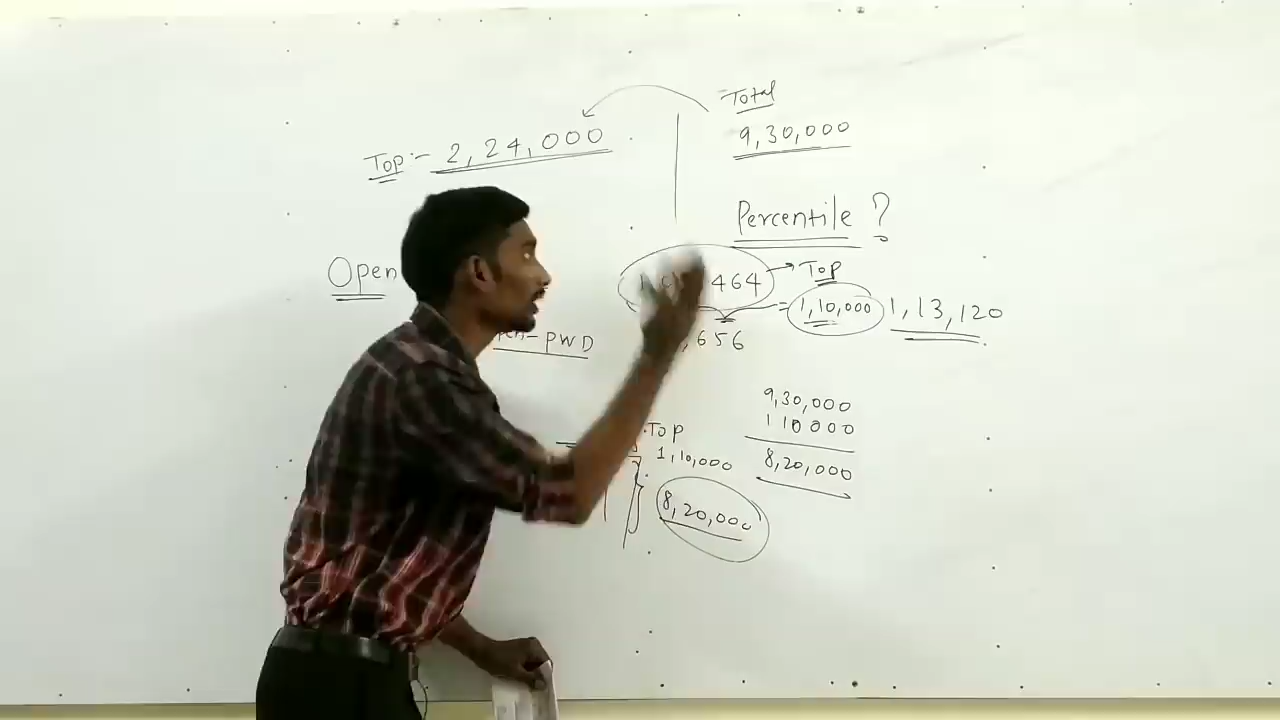 Total
9,30,000
Top :- 2,24,000
Percentile ?
Open
464 → Top
= 1,10,000 1,13,120
PWD ,656
9,30,000
110000
8,20,000
Top
1,10,000
8,20,000